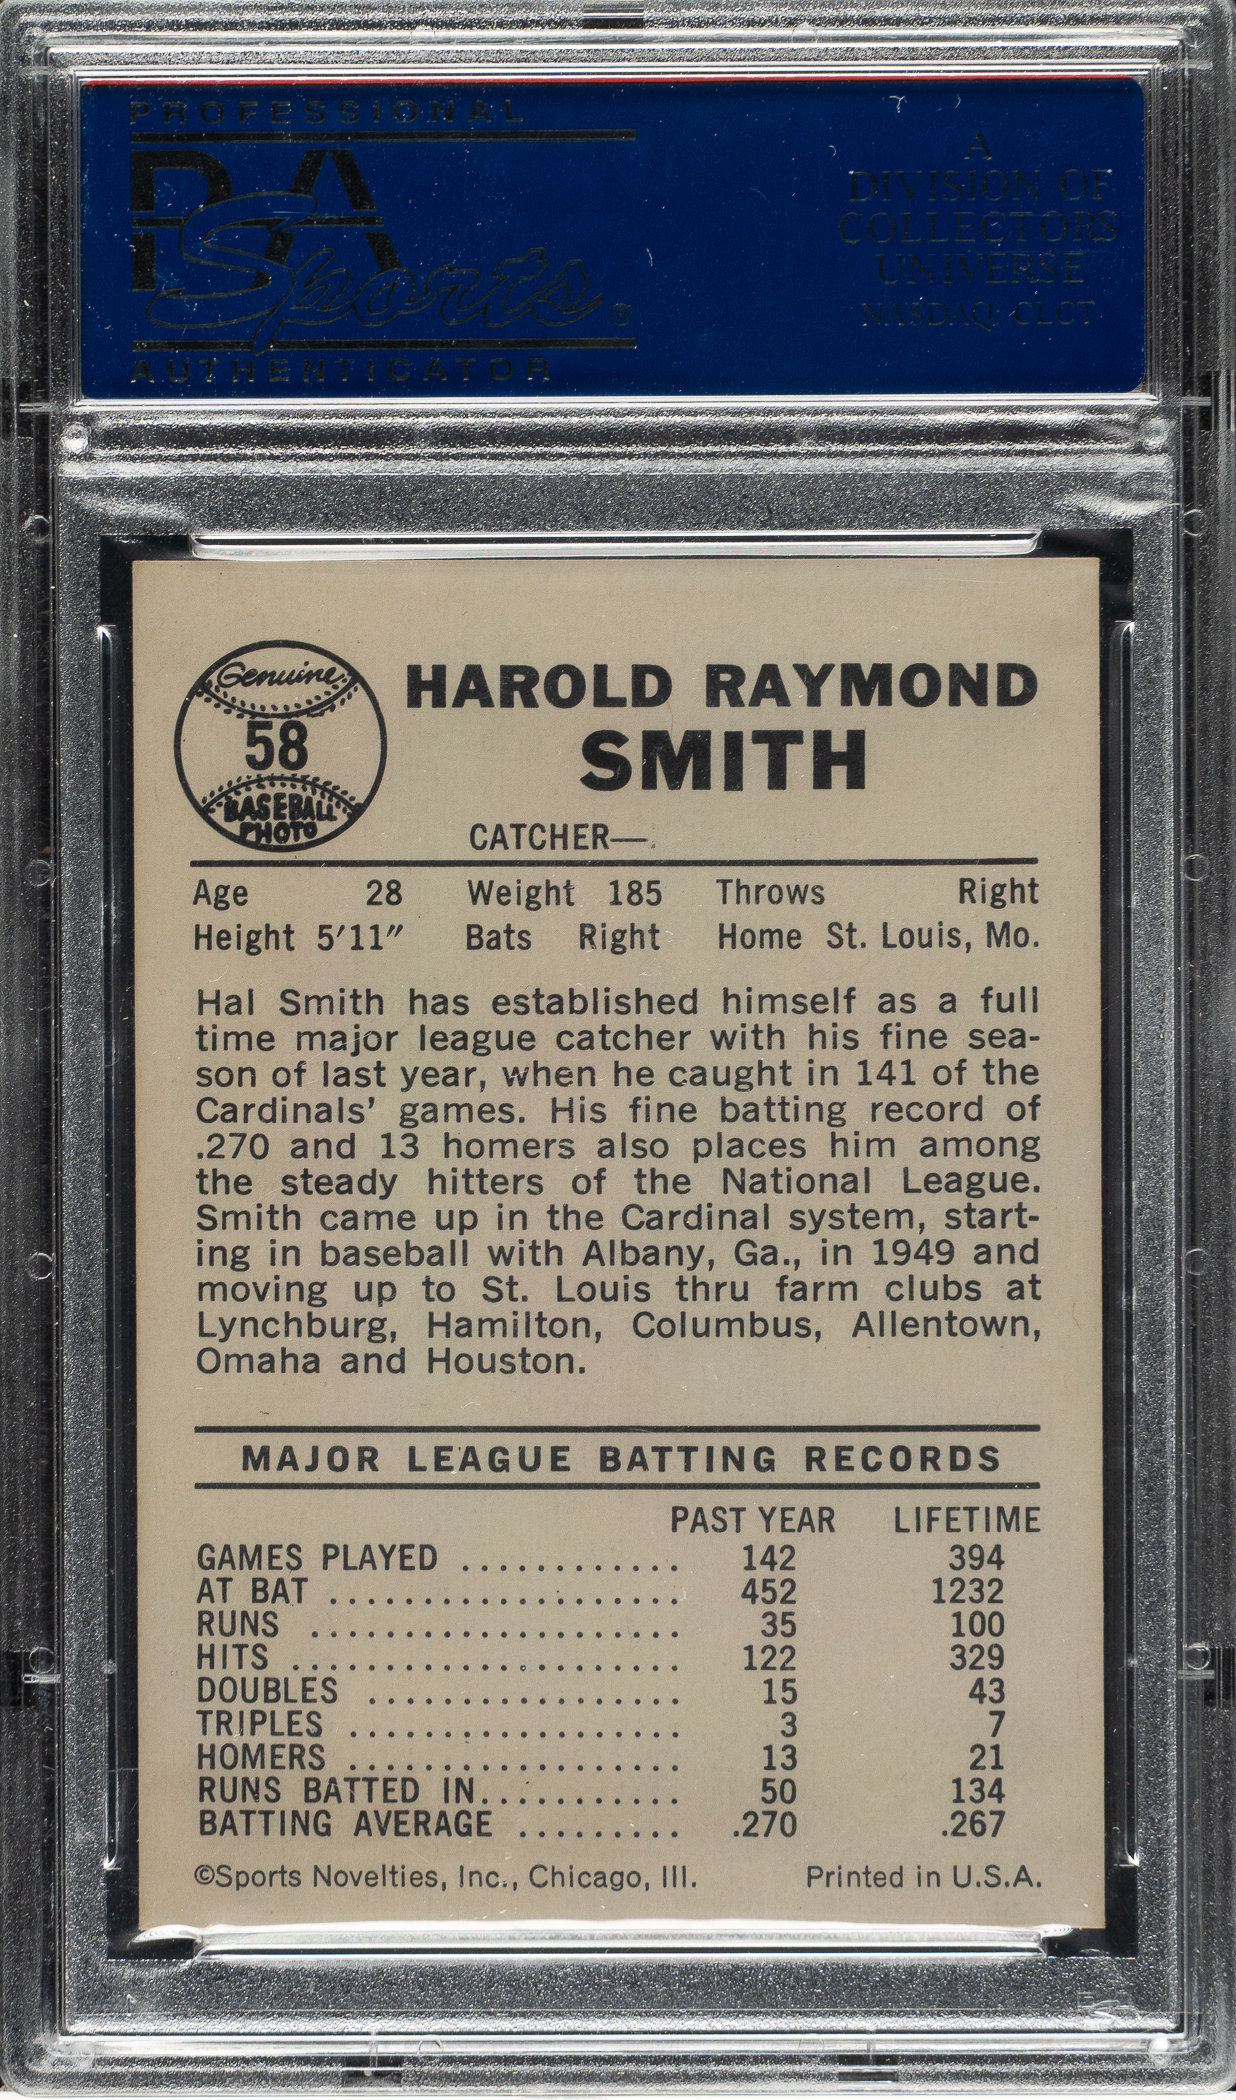 PROFESSIONAL
PSA
Sports®
AUTHENTICATOR
A
DIVISION OF
COLLECTORS
UNIVERSE
NASDAQ: CLCT
Genuine
58
BASEBALL
PHOTO
HAROLD RAYMOND
SMITH
CATCHER—
Age 28 Weight 185 Throws Right
Height 5'11" Bats Right Home St. Louis, Mo.
Hal Smith has established himself as a full
time major league catcher with his fine sea-
son of last year, when he caught in 141 of the
Cardinals' games. His fine batting record of
.270 and 13 homers also places him among
the steady hitters of the National League.
Smith came up in the Cardinal system, start-
ing in baseball with Albany, Ga., in 1949 and
moving up to St. Louis thru farm clubs at
Lynchburg, Hamilton, Columbus, Allentown,
Omaha and Houston.
MAJOR LEAGUE BATTING RECORDS
PAST YEAR LIFETIME
GAMES PLAYED ............ 142 394
AT BAT ................... 452 1232
RUNS .................... 35 100
HITS ..................... 122 329
DOUBLES ................. 15 43
TRIPLES .................. 3 7
HOMERS .................. 13 21
RUNS BATTED IN........... 50 134
BATTING AVERAGE ......... .270 .267
©Sports Novelties, Inc., Chicago, Ill. Printed in U.S.A.